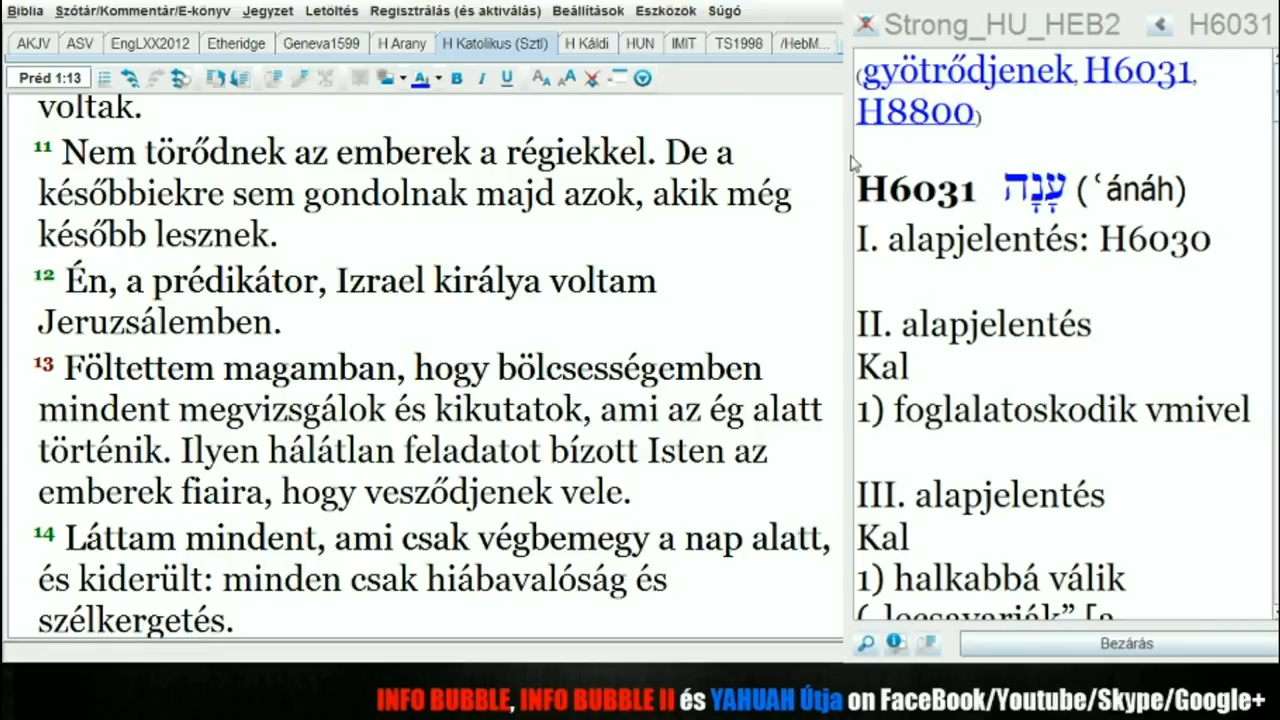 Biblia Szótár/Kommentár/E-könyv Jegyzet Letöltés Regisztrálás (és aktiválás) Beállítások Eszközök Súgó
AKJV ASV EngLXX2012 Etheridge Geneva1599 H Arany H Katolikus (SztI) H Káldi HUN IMIT TS1998 /HebM...
Préd 1:13
voltak.
11 Nem törődnek az emberek a régiekkel. De a
későbbiekre sem gondolnak majd azok, akik még
később lesznek.
12 Én, a prédikátor, Izrael királya voltam
Jeruzsálemben.
13 Föltettem magamban, hogy bölcsességemben
mindent megvizsgálok és kikutatok, ami az ég alatt
történik. Ilyen hálátlan feladatot bízott Isten az
emberek fiaira, hogy vesződjenek vele.
14 Láttam mindent, ami csak végbemegy a nap alatt,
és kiderült: minden csak hiábavalóság és
szélkergetés.
Strong_HU_HEB2 H6031
(gyötrődjenek, H6031,
H8800)
H6031 עָנָה (ʿánáh)
I. alapjelentés: H6030
II. alapjelentés
Kal
1) foglalatoskodik vmivel
III. alapjelentés
Kal
1) halkabbá válik
Bezárás
INFO BUBBLE, INFO BUBBLE II és YAHUAH Útja on FaceBook/Youtube/Skype/Google+